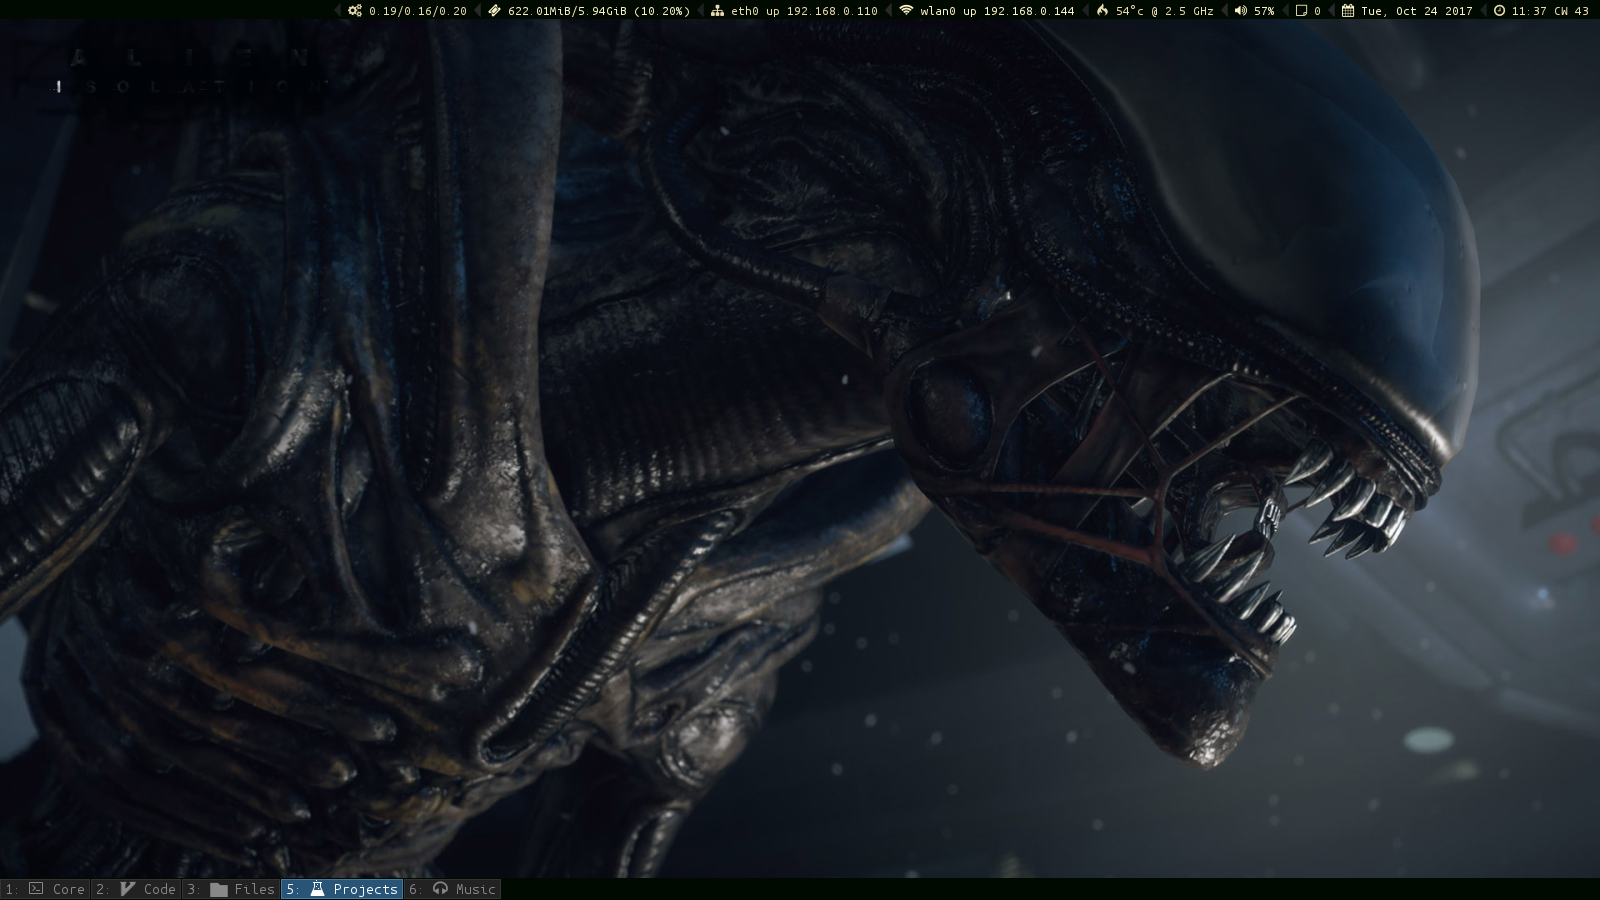 0.19/0.16/0.20 622.01MiB/5.94GiB (10.20%) eth0 up 192.168.0.110 wlan0 up 192.168.0.144 54°c @ 2.5 GHz 57% 0 Tue, Oct 24 2017 11:37 CW 43
A L I E N
I S O L A T I O N
1: Core 2: Code 3: Files 5: Projects 6: Music